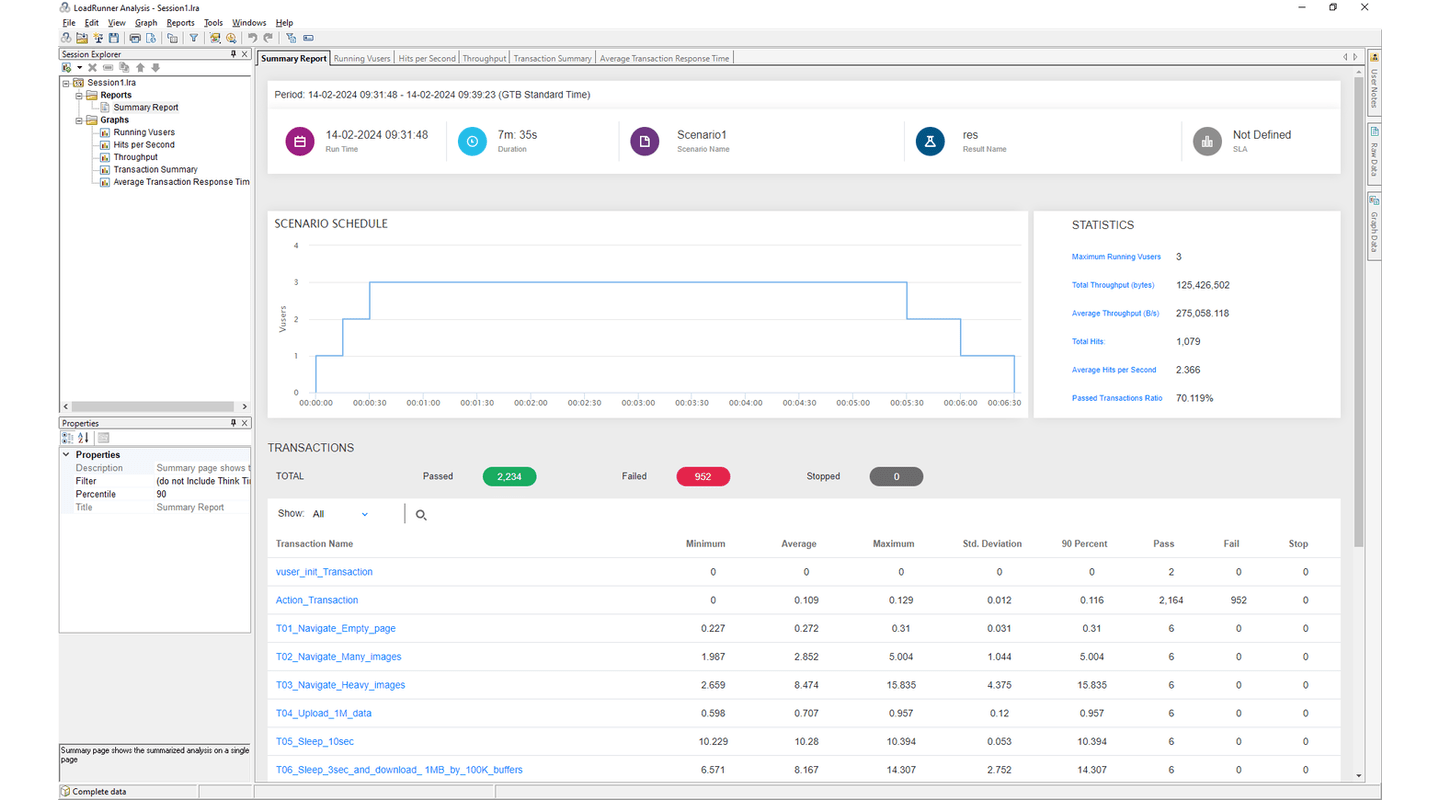 LoadRunner Analysis - Session1.lra
File Edit View Graph Reports Tools Windows Help
Session Explorer
Session1.lra
Reports
Summary Report
Graphs
Running Vusers
Hits per Second
Throughput
Transaction Summary
Average Transaction Response Tim
Properties
Properties
Description Summary page shows t
Filter (do not Include Think Ti
Percentile 90
Title Summary Report
Summary page shows the summarized analysis on a single
page
Complete data
Summary Report Running Vusers Hits per Second Throughput Transaction Summary Average Transaction Response Time
Period: 14-02-2024 09:31:48 - 14-02-2024 09:39:23 (GTB Standard Time)
14-02-2024 09:31:48 7m: 35s Scenario1 res Not Defined
Run Time Duration Scenario Name Result Name SLA
SCENARIO SCHEDULE
4
3
2
1
0
Vusers
00:00:00 00:00:30 00:01:00 00:01:30 00:02:00 00:02:30 00:03:00 00:03:30 00:04:00 00:04:30 00:05:00 00:05:30 00:06:00 00:06:30
STATISTICS
Maximum Running Vusers 3
Total Throughput (bytes) 125,426,502
Average Throughput (B/s) 275,058.118
Total Hits: 1,079
Average Hits per Second 2.366
Passed Transactions Ratio 70.119%
TRANSACTIONS
TOTAL Passed 2,234 Failed 952 Stopped 0
Show: All
Transaction Name Minimum Average Maximum Std. Deviation 90 Percent Pass Fail Stop
vuser_init_Transaction 0 0 0 0 0 2 0 0
Action_Transaction 0 0.109 0.129 0.012 0.116 2,164 952 0
T01_Navigate_Empty_page 0.227 0.272 0.31 0.031 0.31 6 0 0
T02_Navigate_Many_images 1.987 2.852 5.004 1.044 5.004 6 0 0
T03_Navigate_Heavy_images 2.659 8.474 15.835 4.375 15.835 6 0 0
T04_Upload_1M_data 0.598 0.707 0.957 0.12 0.957 6 0 0
T05_Sleep_10sec 10.229 10.28 10.394 0.053 10.394 6 0 0
T06_Sleep_3sec_and_download_ 1MB_by_100K_buffers 6.571 8.167 14.307 2.752 14.307 6 0 0
User Notes
Raw Data
Graph Data